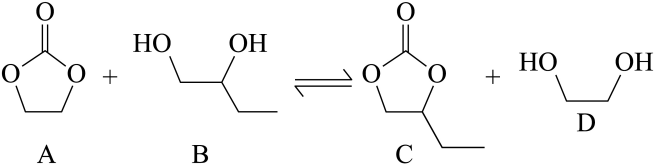 O O
HO OH O O HO OH
O O + ⇌ +
A B C D